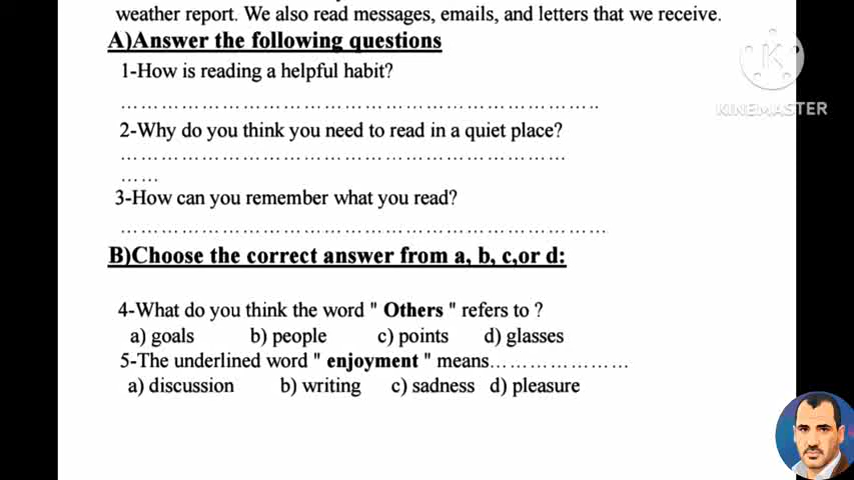 weather report. We also read messages, emails, and letters that we receive.
A)Answer the following questions
1-How is reading a helpful habit?
………………………………………………………………..
2-Why do you think you need to read in a quiet place?
……………………………………………………………
……
3-How can you remember what you read?
…………………………………………………………………
B)Choose the correct answer from a, b, c,or d:
4-What do you think the word " Others " refers to ?
a) goals b) people c) points d) glasses
5-The underlined word " enjoyment " means…………………
a) discussion b) writing c) sadness d) pleasure
K
KINEMASTER